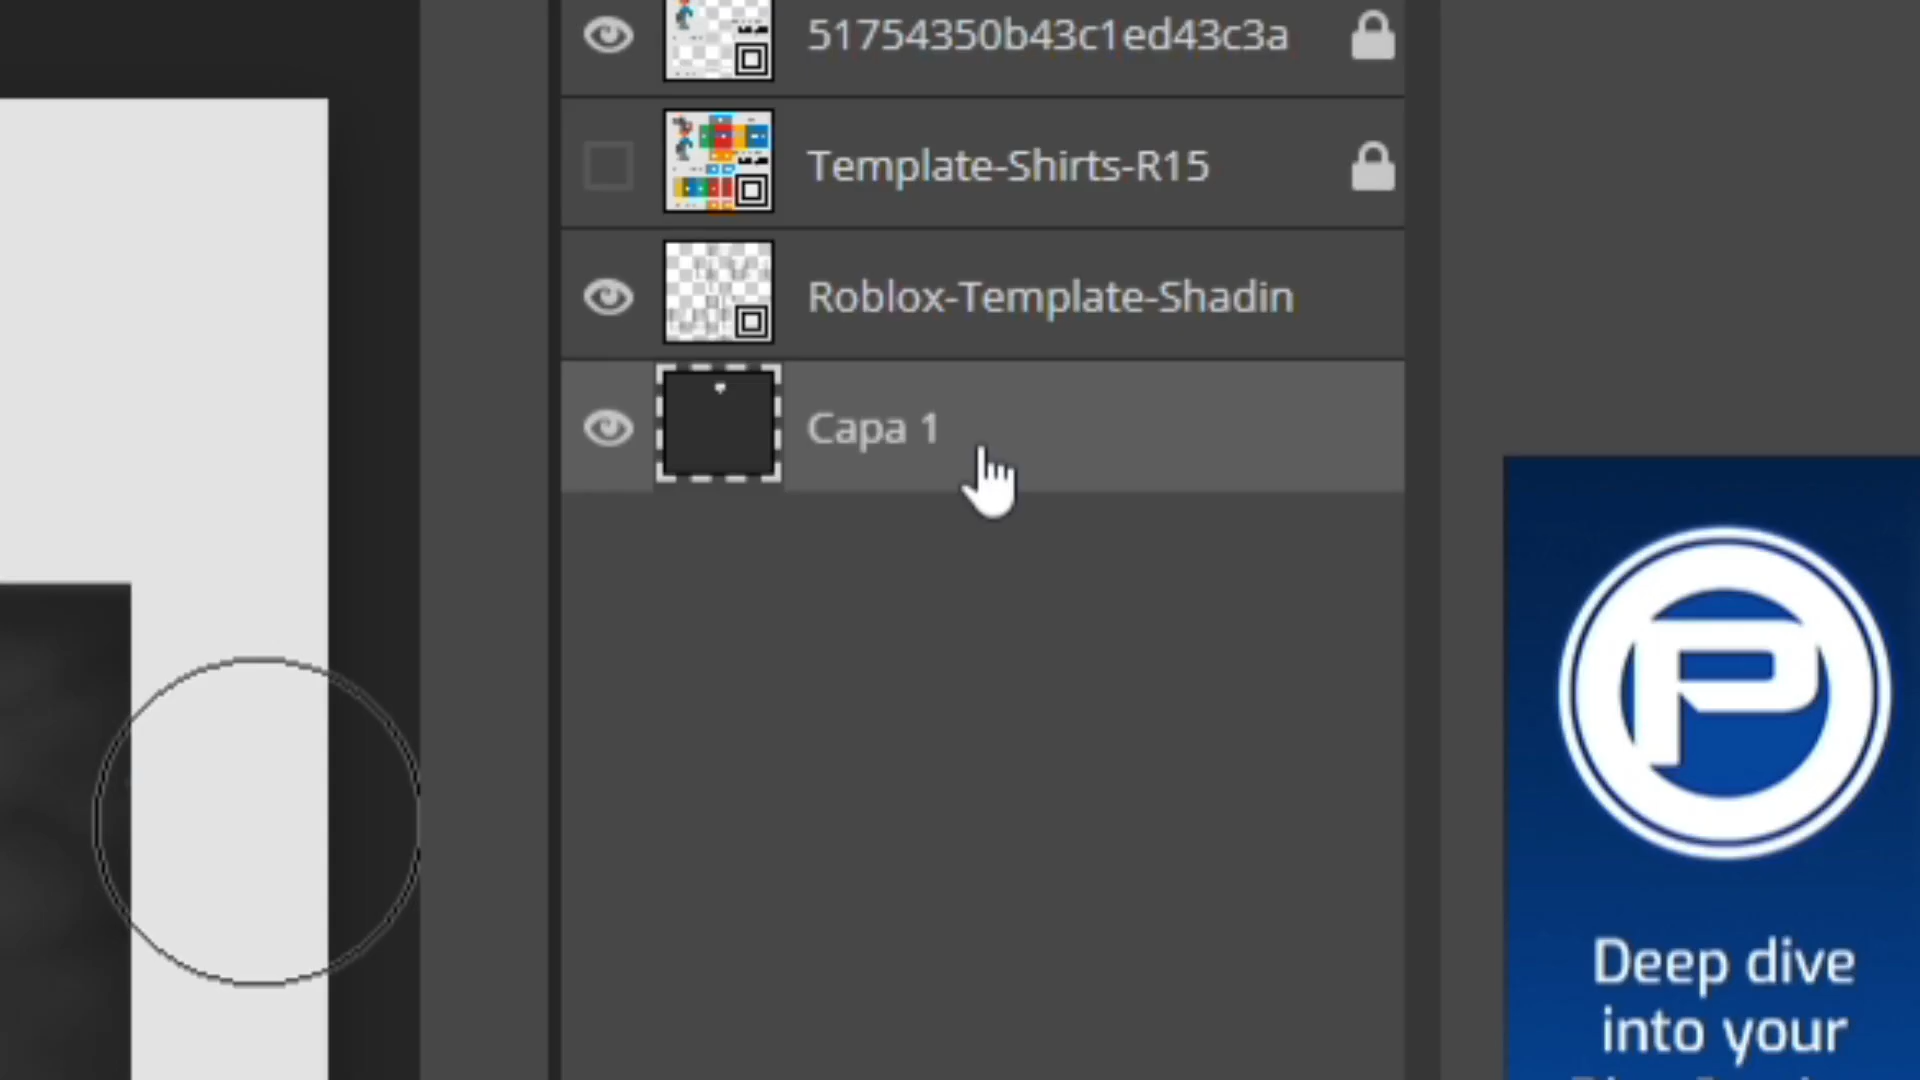 51754350b43c1ed43c3a
Template-Shirts-R15
Roblox-Template-Shadin
Capa 1
P
Deep dive
into your